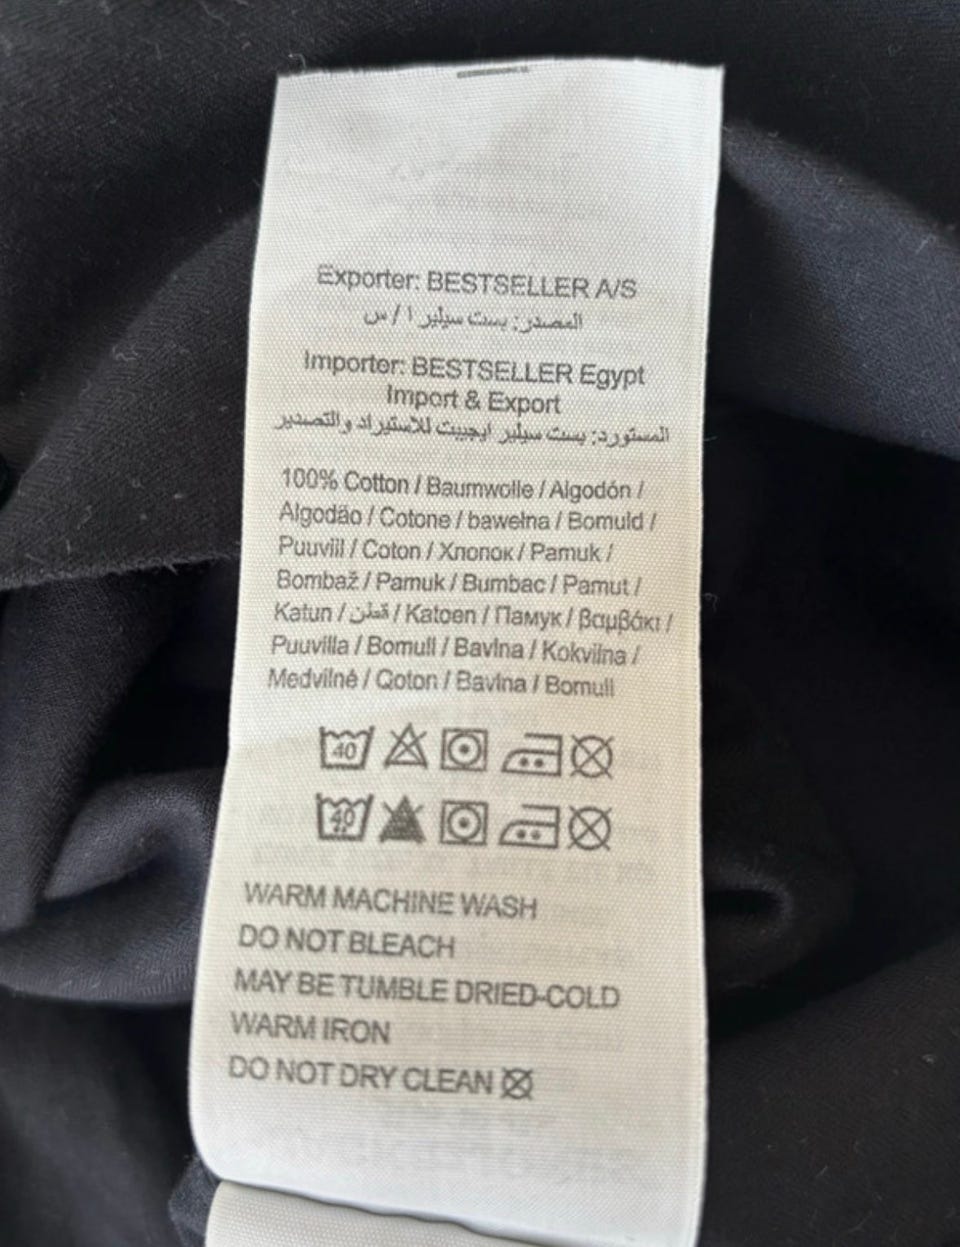 Exporter: BESTSELLER A/S
المصدر: بست سيلير ا / س
Importer: BESTSELLER Egypt
Import & Export
المستورد: بست سيلير ايجيبت للاستيراد والتصدير
100% Cotton / Baumwolle / Algodón /
Algodão / Cotone / bawełna / Bomuld /
Puuvill / Coton / Хлопок / Pamuk /
Bombaž / Pamuk / Bumbac / Pamut /
Katun / قطن / Katoen / Памук / βαμβάκι /
Puuvilla / Bomull / Bavlna / Kokvilna /
Medvilnė / Qoton / Bavlna / Bomull
40
40
WARM MACHINE WASH
DO NOT BLEACH
MAY BE TUMBLE DRIED-COLD
WARM IRON
DO NOT DRY CLEAN